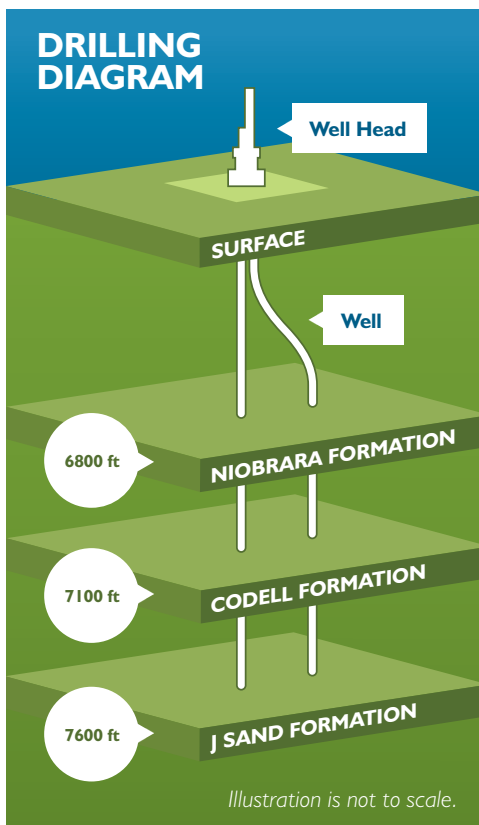 DRILLING
DIAGRAM
Well Head
SURFACE
Well
6800 ft
NIOBRARA FORMATION
7100 ft
CODELL FORMATION
7600 ft
J SAND FORMATION
Illustration is not to scale.